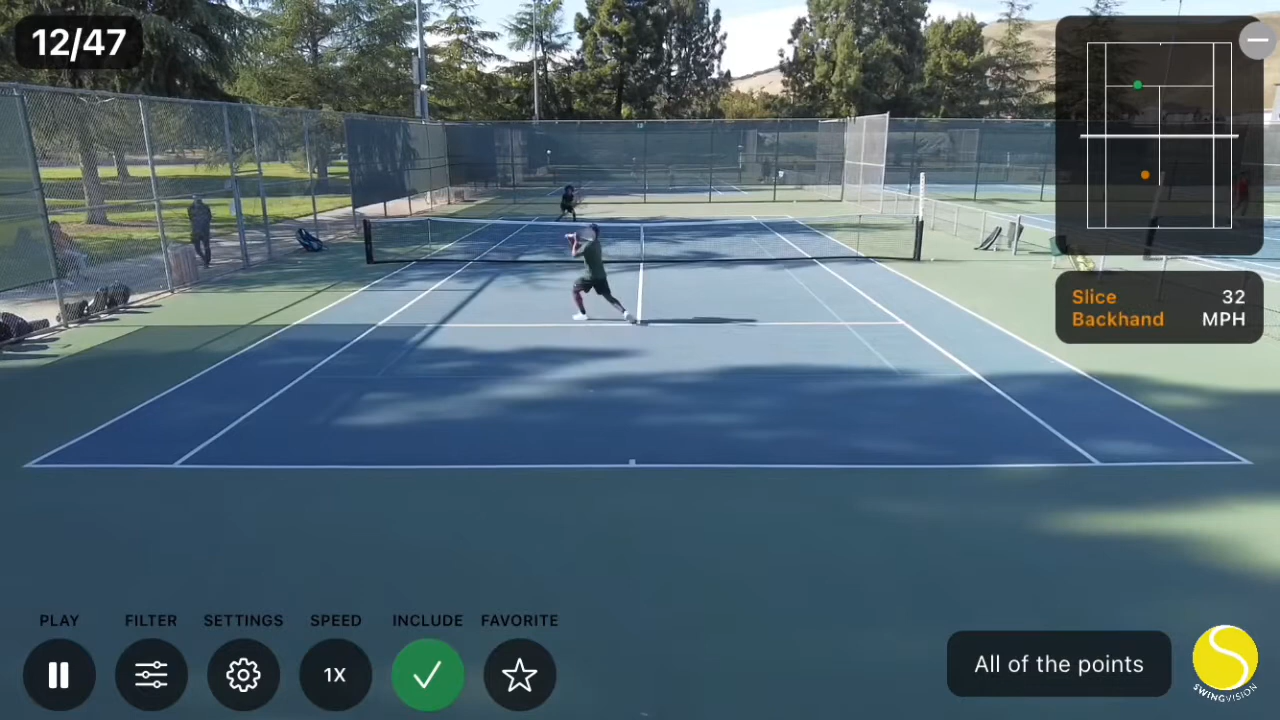 12/47
Slice 32
Backhand MPH
PLAY FILTER SETTINGS SPEED INCLUDE FAVORITE
1X
All of the points
SWINGVISION